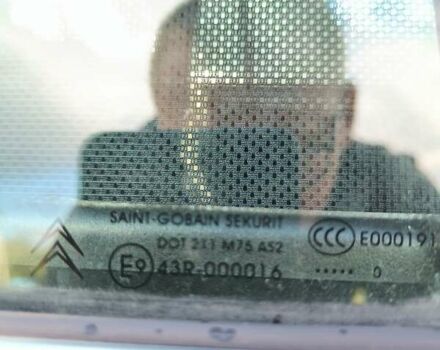 SAINT-GOBAIN SEKURIT
DOT 211 M75 AS2
CCC E000191
E9 43R-000016
..... 0